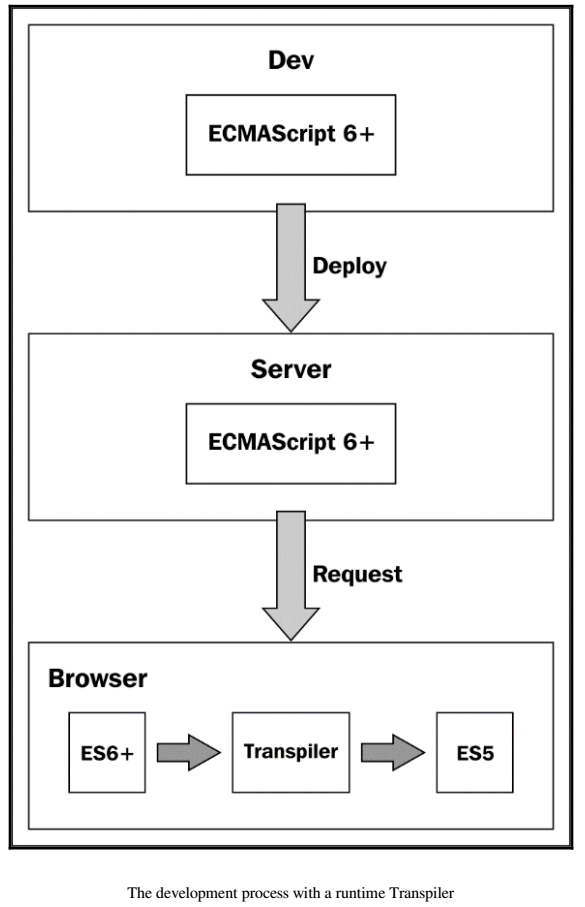 Dev
ECMAScript 6+
Deploy
Server
ECMAScript 6+
Request
Browser
ES6+
Transpiler
ES5
The development process with a runtime Transpiler